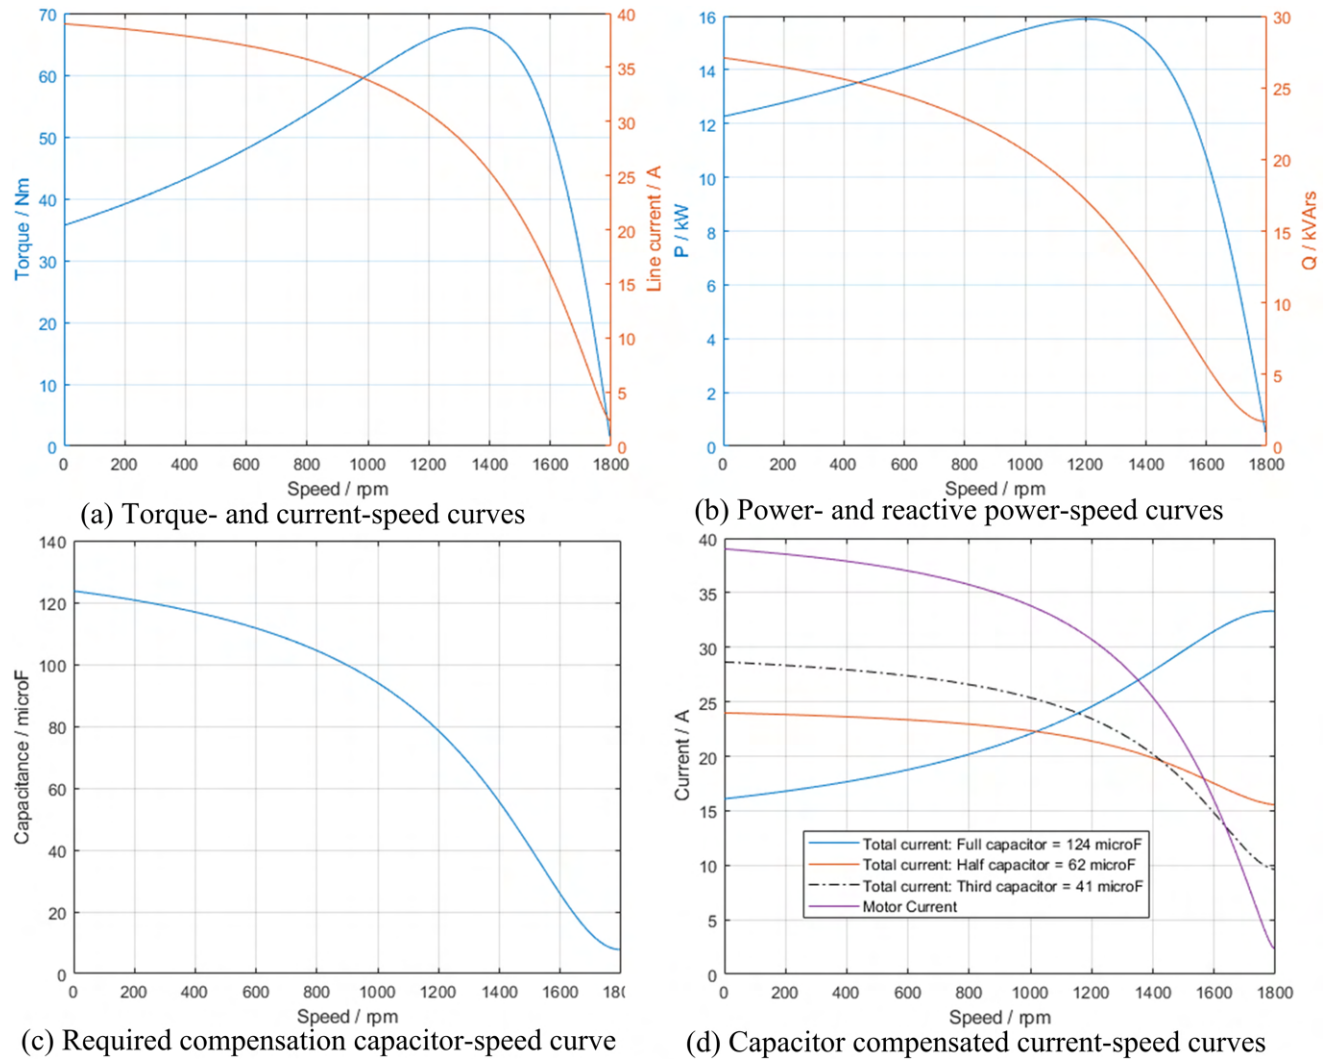 70
60
50
40
30
20
10
0
Torque / Nm
40
35
30
25
20
15
10
5
0
Line current / A
0 200 400 600 800 1000 1200 1400 1600 1800
Speed / rpm
(a) Torque- and current-speed curves
16
14
12
10
8
6
4
2
0
P / kW
30
25
20
15
10
5
0
Q / kVArs
0 200 400 600 800 1000 1200 1400 1600 1800
Speed / rpm
(b) Power- and reactive power-speed curves
140
120
100
80
60
40
20
0
Capacitance / microF
0 200 400 600 800 1000 1200 1400 1600 180
Speed / rpm
(c) Required compensation capacitor-speed curve
40
35
30
25
20
15
10
5
0
Current / A
Total current: Full capacitor = 124 microF
Total current: Half capacitor = 62 microF
Total current: Third capacitor = 41 microF
Motor Current
0 200 400 600 800 1000 1200 1400 1600 1800
Speed / rpm
(d) Capacitor compensated current-speed curves